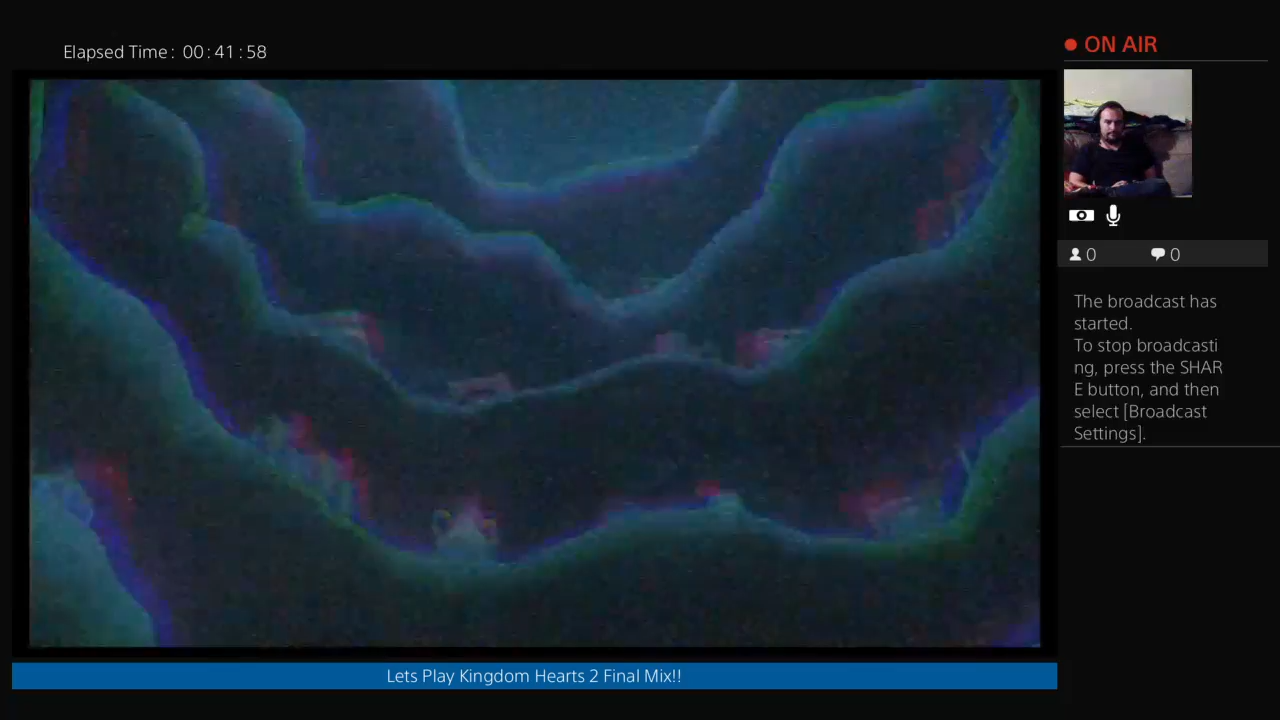 Elapsed Time: 00:41:58
ON AIR
0 0
The broadcast has
started.
To stop broadcasti
ng, press the SHAR
E button, and then
select [Broadcast
Settings].
Lets Play Kingdom Hearts 2 Final Mix!!